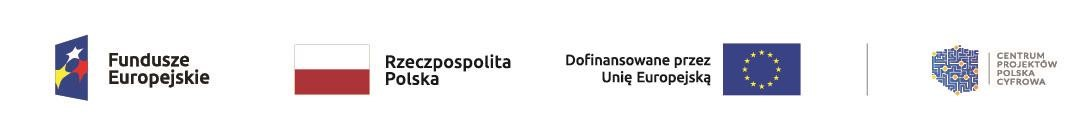 Fundusze
Europejskie
Rzeczpospolita
Polska
Dofinansowane przez
Unię Europejską
CENTRUM
PROJEKTÓW
POLSKA
CYFROWA